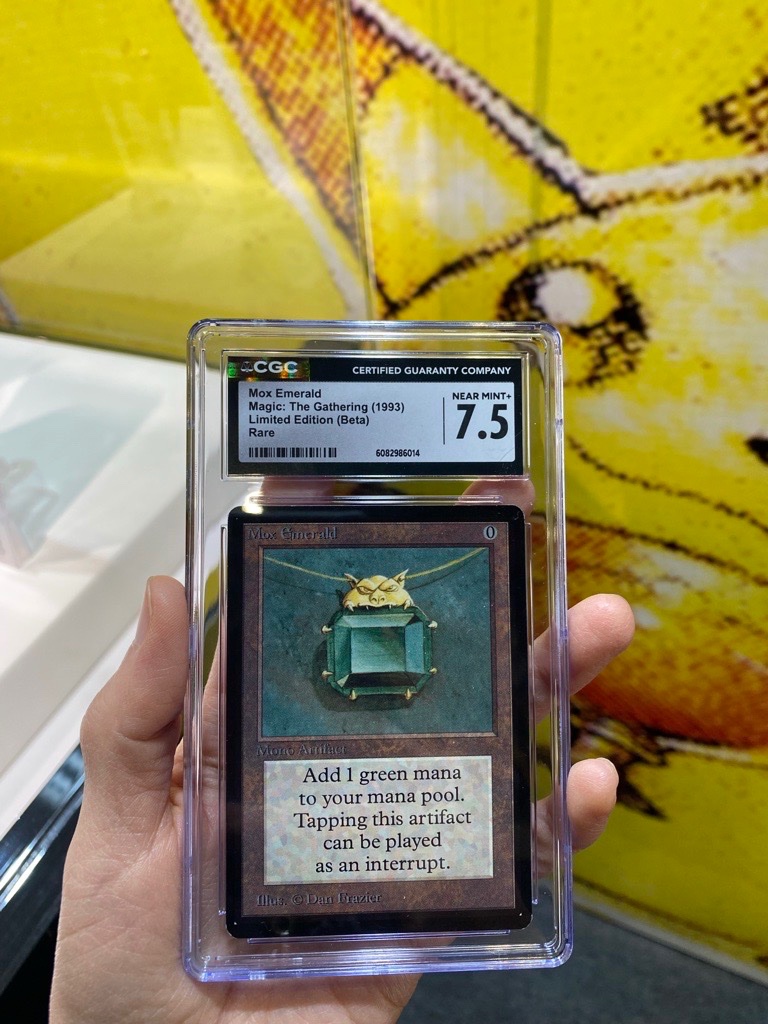 CGC CERTIFIED GUARANTY COMPANY
Mox Emerald
Magic: The Gathering (1993)
Limited Edition (Beta)
Rare
NEAR MINT+
7.5
6082986014
Mox Emerald 0
Mono Artifact
Add 1 green mana
to your mana pool.
Tapping this artifact
can be played
as an interrupt.
Illus. © Dan Frazier